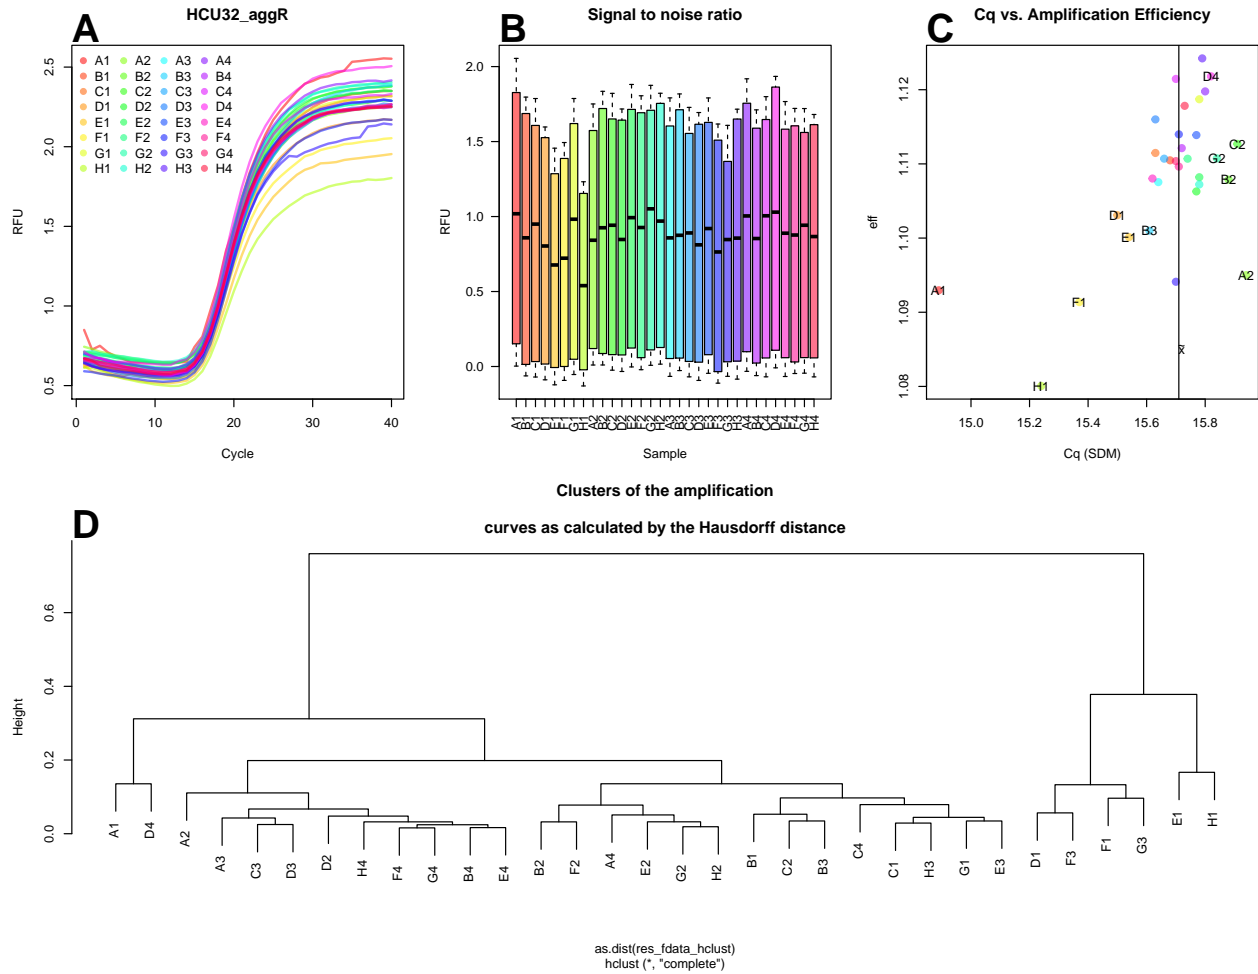 A
HCU32_aggR
RFU
2.5
2.0
1.5
1.0
0.5
A1 A2 A3 A4
B1 B2 B3 B4
C1 C2 C3 C4
D1 D2 D3 D4
E1 E2 E3 E4
F1 F2 F3 F4
G1 G2 G3 G4
H1 H2 H3 H4
0 10 20 30 40
Cycle
B
Signal to noise ratio
RFU
2.0
1.5
1.0
0.5
0.0
A1 B1 C1 D1 E1 F1 G1 H1 A2 B2 C2 D2 E2 F2 G2 H2 A3 B3 C3 D3 E3 F3 G3 H3 A4 B4 C4 D4 E4 F4 G4 H4
Sample
C
Cq vs. Amplification Efficiency
eff
1.12
1.11
1.10
1.09
1.08
D4
C2
G2
B2
D1
B3
E1
A2
A1
F1
x
H1
15.0 15.2 15.4 15.6 15.8
Cq (SDM)
D
Clusters of the amplification
curves as calculated by the Hausdorff distance
Height
0.6
0.4
0.2
0.0
A1 D4 A2 A3 C3 D3 D2 H4 F4 G4 B4 E4 B2 F2 A4 E2 G2 H2 B1 C2 B3 C4 C1 H3 G1 E3 D1 F3 F1 G3 E1 H1
as.dist(res_fdata_hclust)
hclust (*, "complete")